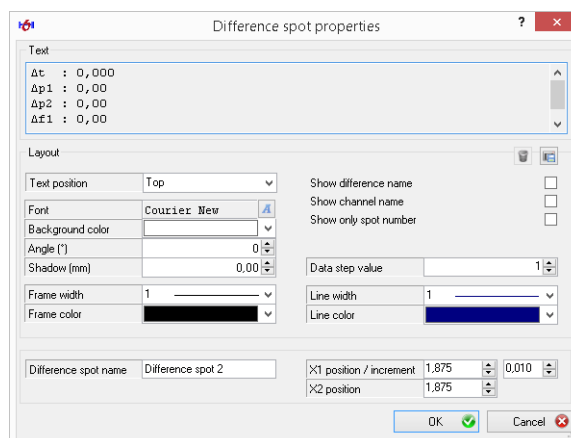 Difference spot properties
?
Text
Δt : 0,000
Δp1 : 0,00
Δp2 : 0,00
Δf1 : 0,00
Layout
Text position Top
Show difference name
Show channel name
Show only spot number
Font Courier New A
Background color
Angle (°) 0
Shadow (mm) 0,00
Data step value 1
Frame width 1
Line width 1
Frame color
Line color
Difference spot name Difference spot 2
X1 position / increment 1,875 0,010
X2 position 1,875
OK Cancel